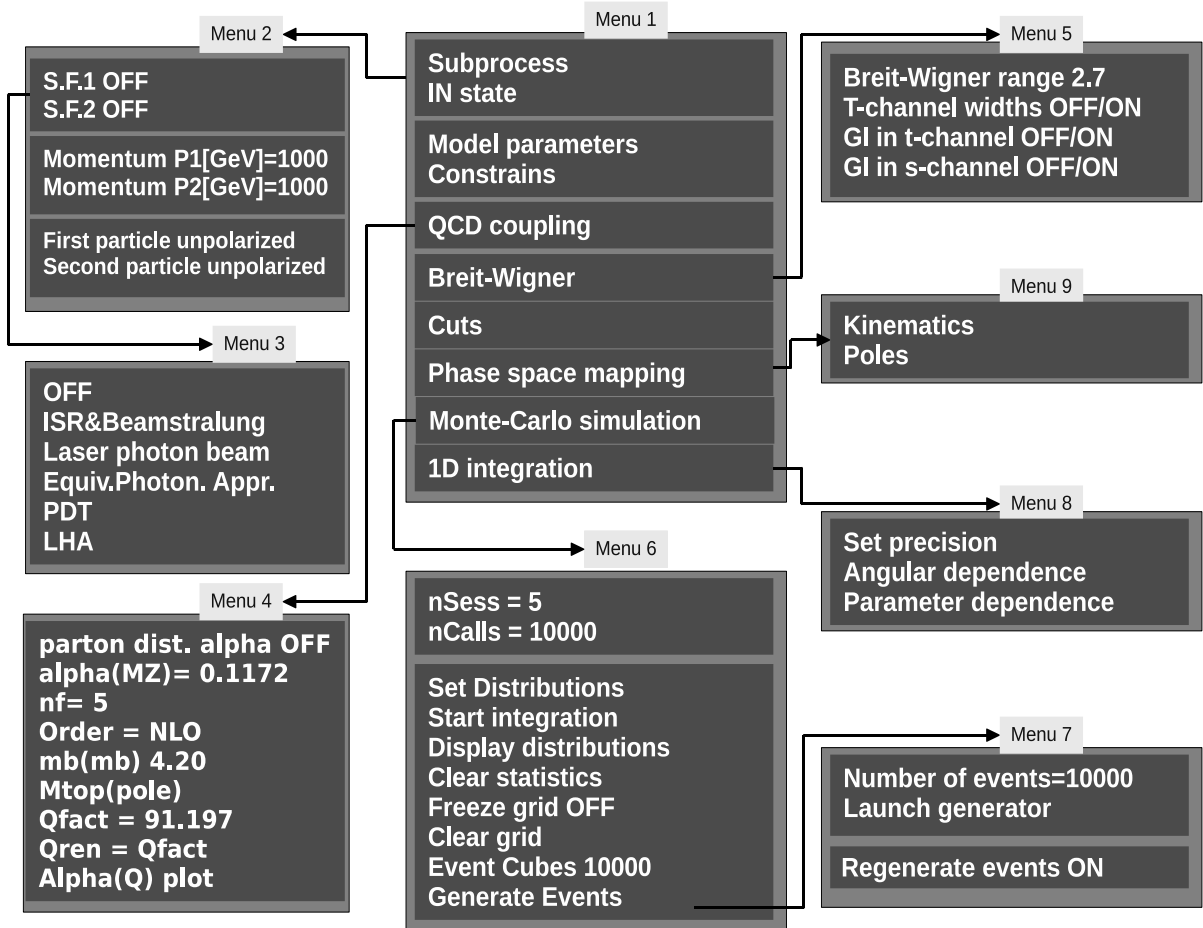 Menu 1
Subprocess
IN state
Model parameters
Constrains
QCD coupling
Breit-Wigner
Cuts
Phase space mapping
Monte-Carlo simulation
1D integration
Menu 2
S.F.1 OFF
S.F.2 OFF
Momentum P1[GeV]=1000
Momentum P2[GeV]=1000
First particle unpolarized
Second particle unpolarized
Menu 3
OFF
ISR&Beamstralung
Laser photon beam
Equiv.Photon. Appr.
PDT
LHA
Menu 4
parton dist. alpha OFF
alpha(MZ)= 0.1172
nf= 5
Order = NLO
mb(mb) 4.20
Mtop(pole)
Qfact = 91.197
Qren = Qfact
Alpha(Q) plot
Menu 5
Breit-Wigner range 2.7
T-channel widths OFF/ON
GI in t-channel OFF/ON
GI in s-channel OFF/ON
Menu 6
nSess = 5
nCalls = 10000
Set Distributions
Start integration
Display distributions
Clear statistics
Freeze grid OFF
Clear grid
Event Cubes 10000
Generate Events
Menu 7
Number of events=10000
Launch generator
Regenerate events ON
Menu 8
Set precision
Angular dependence
Parameter dependence
Menu 9
Kinematics
Poles